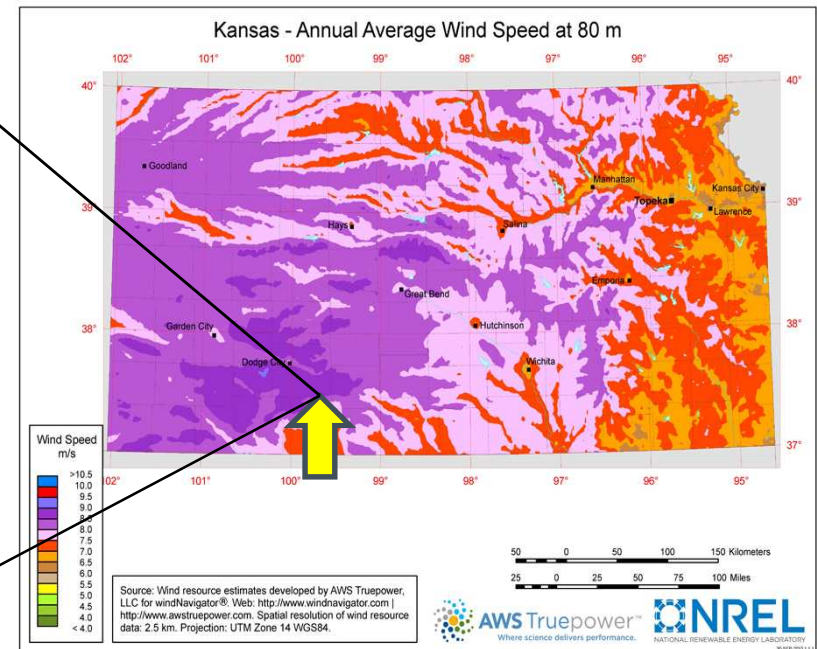 Kansas - Annual Average Wind Speed at 80 m
102° 101° 100° 99° 98° 97° 96° 95°
40° 40°
Goodland
Manhattan
Kansas City
Topeka
39° 39°
Lawrence
Hays
Salina
Emporia
Great Bend
38° 38°
Garden City
Hutchinson
Dodge City
Wichita
37°
102° 101° 100° 99° 98° 97° 96° 95°
Wind Speed
m/s
>10.5
10.0
9.5
9.0
8.5
8.0
7.5
7.0
6.5
6.0
5.5
5.0
4.5
4.0
< 4.0
50 0 50 100 150 Kilometers
25 0 25 50 75 100 Miles
Source: Wind resource estimates developed by AWS Truepower,
LLC for windNavigator®. Web: http://www.windnavigator.com |
http://www.awstruepower.com. Spatial resolution of wind resource
data: 2.5 km. Projection: UTM Zone 14 WGS84.
AWS Truepower™
Where science delivers performance.
NREL
NATIONAL RENEWABLE ENERGY LABORATORY